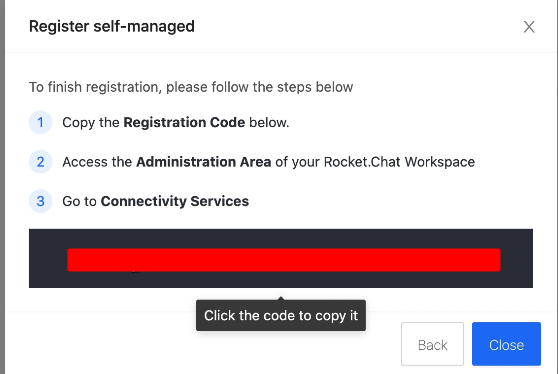 Register self-managed
To finish registration, please follow the steps below
1 Copy the Registration Code below.
2 Access the Administration Area of your Rocket.Chat Workspace
3 Go to Connectivity Services
Click the code to copy it
Back Close